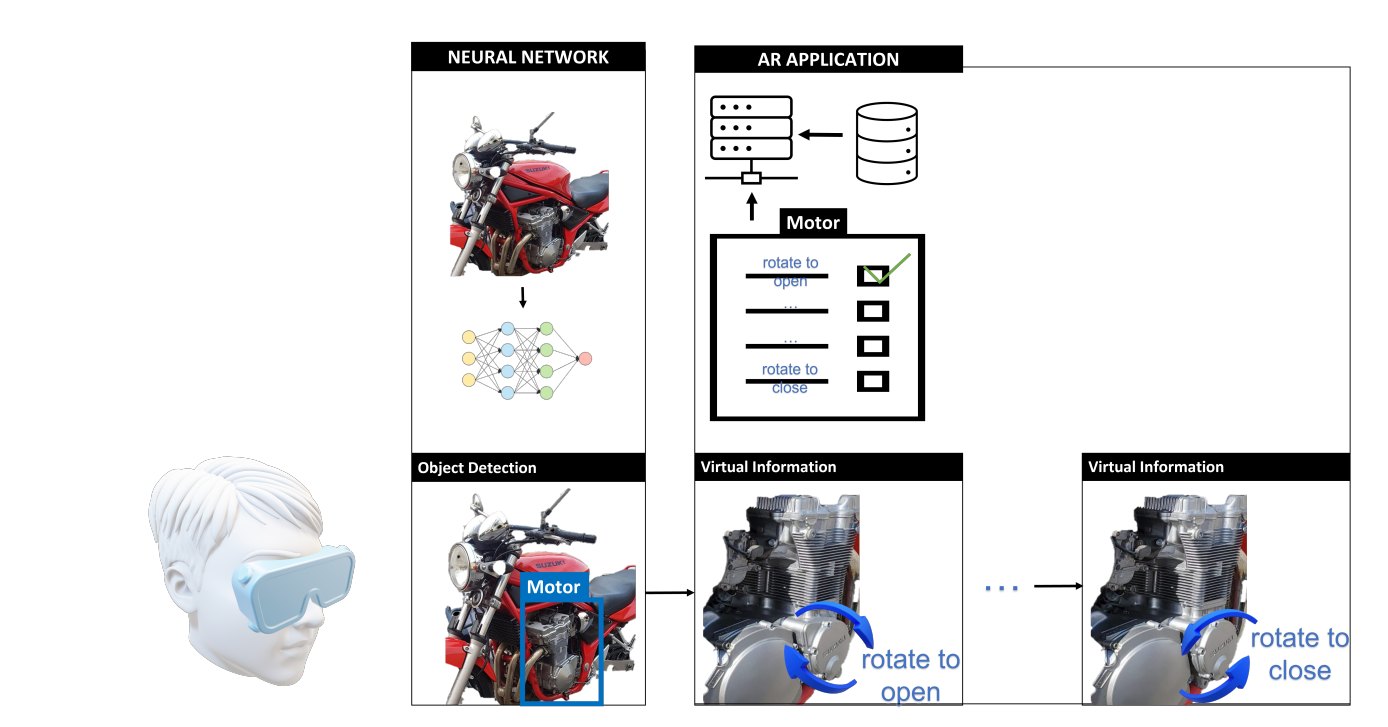 NEURAL NETWORK
AR APPLICATION
SUZUKI
Motor
rotate to
open
...
...
rotate to
close
Object Detection
Virtual Information
Virtual Information
SUZUKI
Motor
rotate to
open
...
rotate to
close